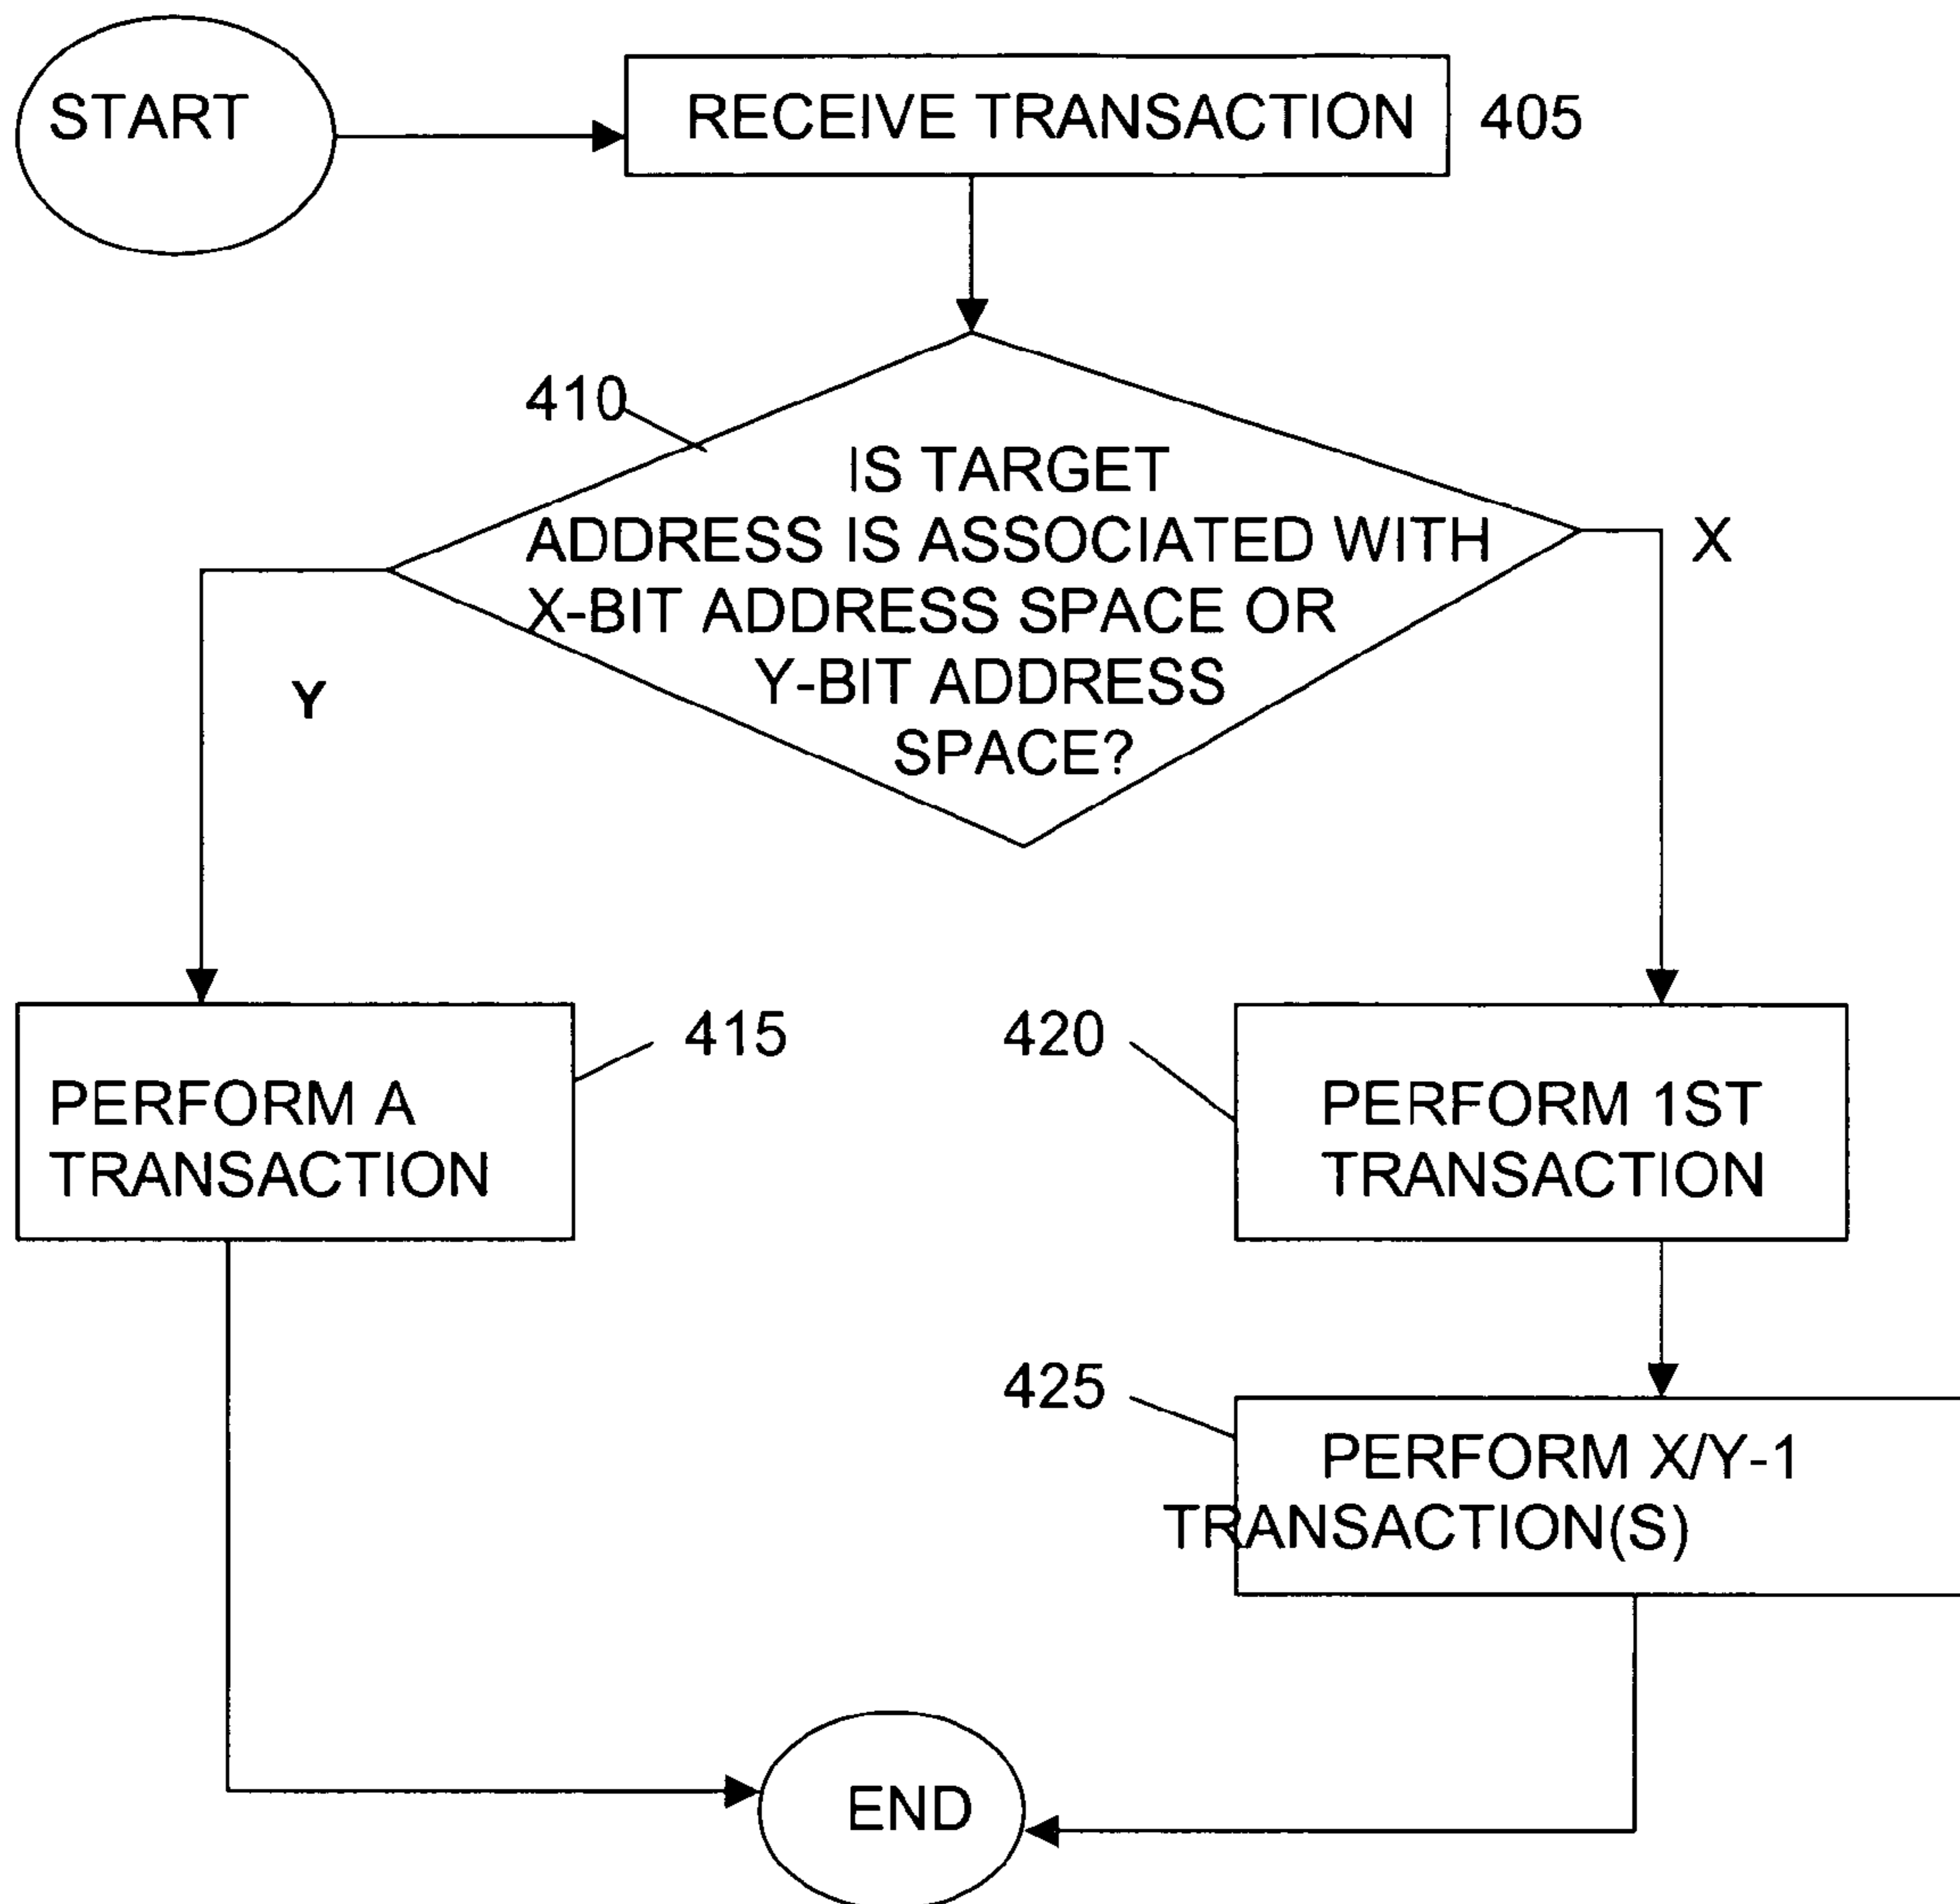 START
RECEIVE TRANSACTION
405
410
IS TARGET
ADDRESS IS ASSOCIATED WITH
X-BIT ADDRESS SPACE OR
Y-BIT ADDRESS
SPACE?
X
Y
415
PERFORM A
TRANSACTION
420
PERFORM 1ST
TRANSACTION
425
PERFORM X/Y-1
TRANSACTION(S)
END